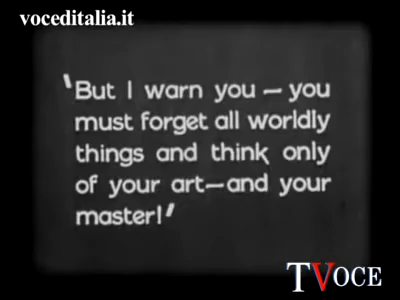 voceditalia.it
'But I warn you — you
must forget all worldly
things and think only
of your art—and your
master!'
TVOCE